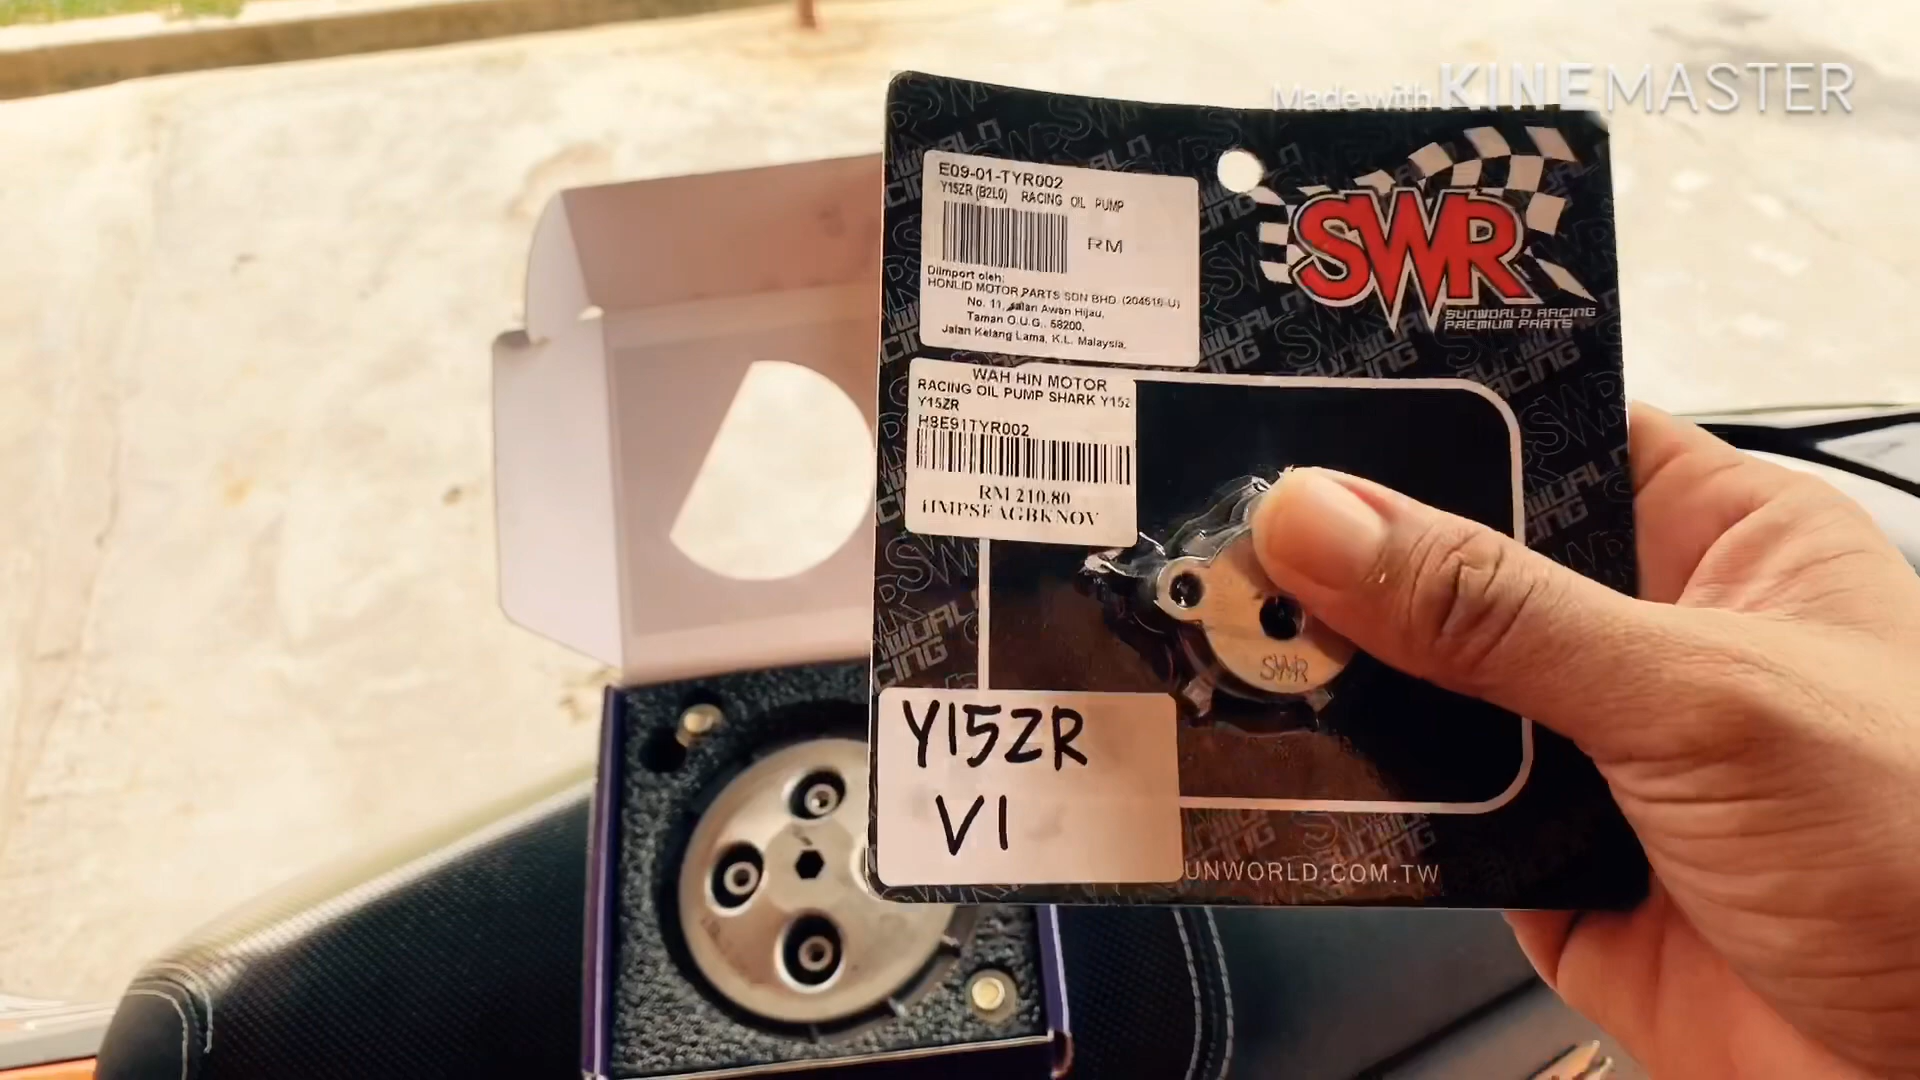 Made with KINEMASTER
E09-01-TYR002
Y15ZR (B2L0) RACING OIL PUMP
RM
Diimport oleh:
HONLID MOTOR PARTS SDN BHD. (204516-U)
No. 11, Jalan Awan Hijau,
Taman O.U.G., 58200,
Jalan Kelang Lama, K.L. Malaysia.
SWR
SUNWORLD RACING
PREMIUM PARTS
WAH HIN MOTOR
RACING OIL PUMP SHARK Y15Z
Y15ZR
H8E91TYR002
RM 210.80
HMPSFAGBKNOV
SWR
Y15ZR
V1
UNWORLD.COM.TW